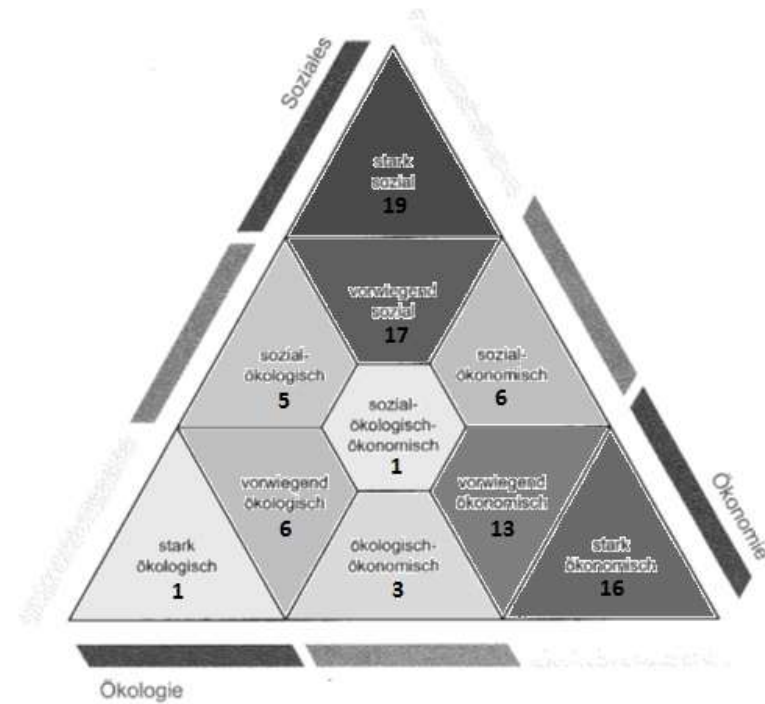 Soziales
stark
sozial
19
vorwiegend
sozial
17
sozial-
ökologisch
5
sozial-
ökonomisch
6
sozial-
ökologisch-
ökonomisch
1
vorwiegend
ökologisch
6
vorwiegend
ökonomisch
13
stark
ökologisch
1
ökologisch-
ökonomisch
3
stark
ökonomisch
16
Ökonomie
Ökologie